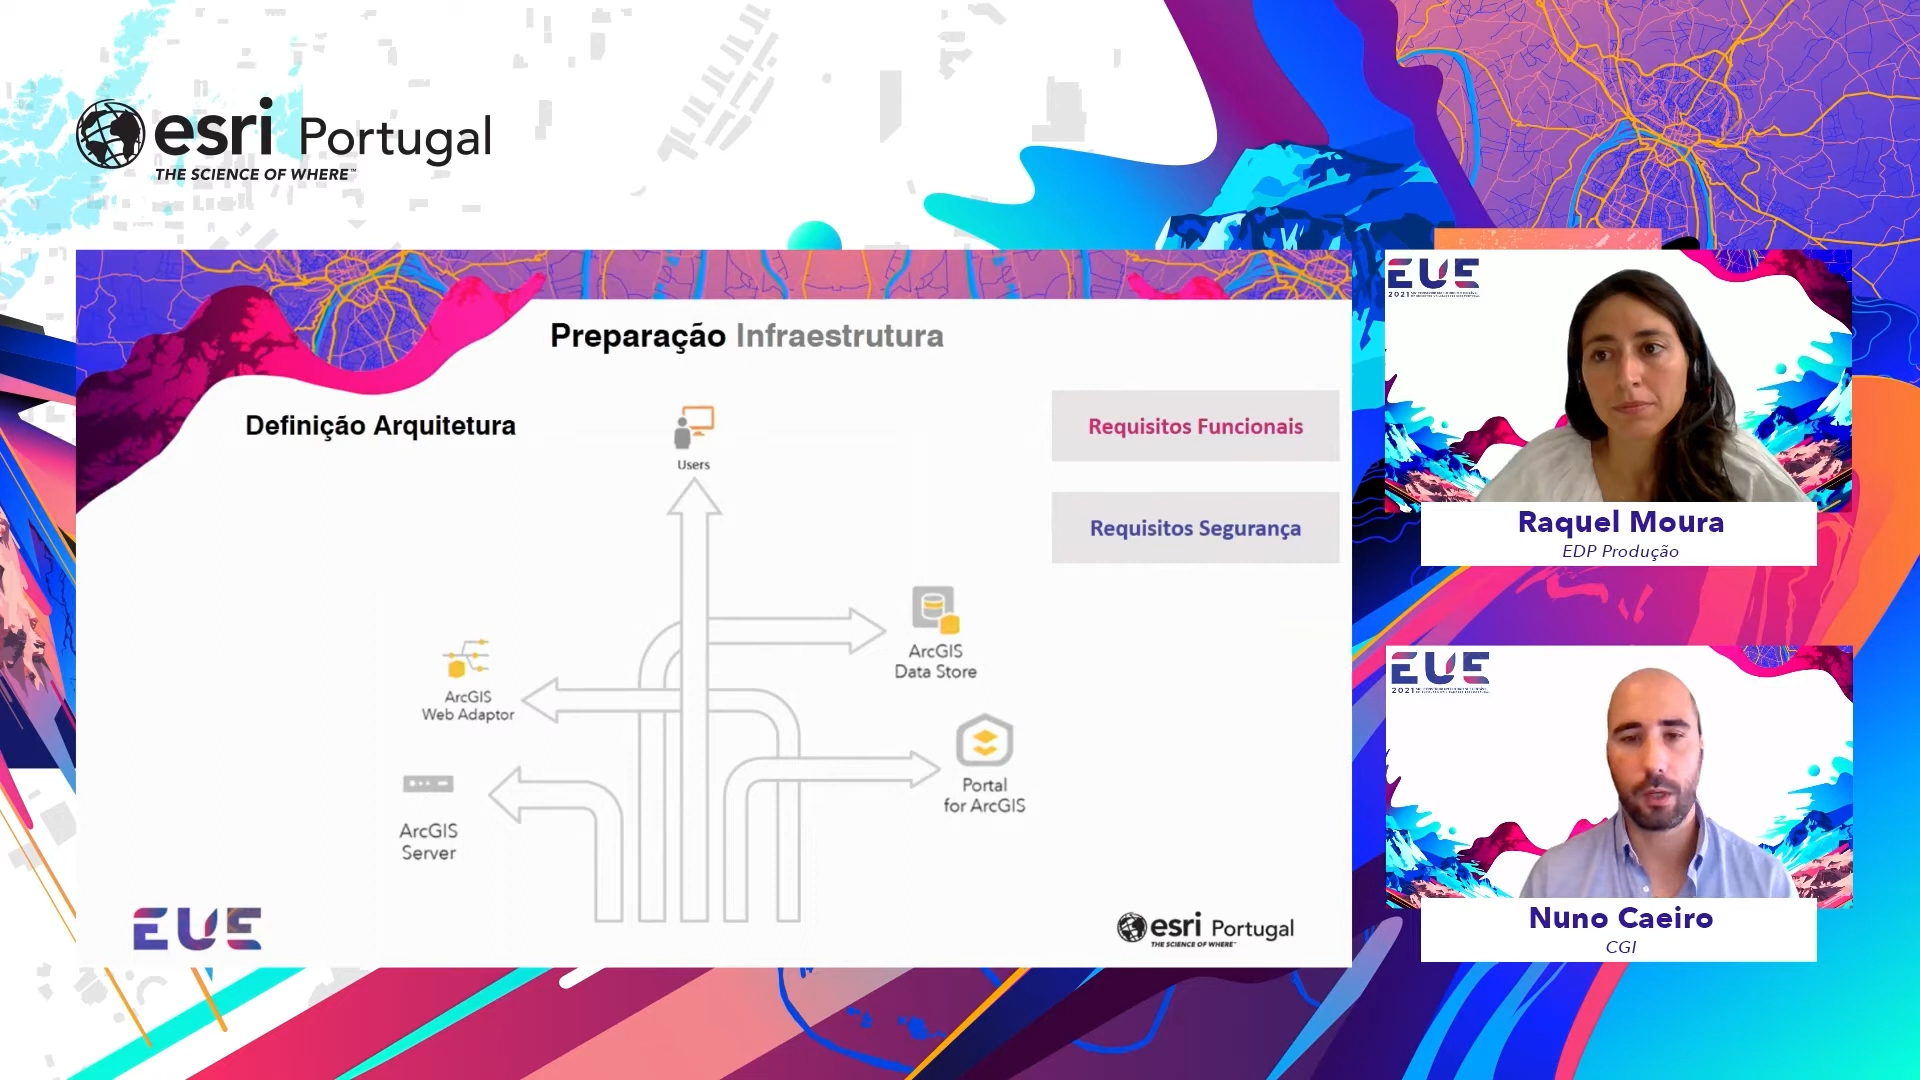 esri Portugal
THE SCIENCE OF WHERE™
Preparação Infraestrutura
Definição Arquitetura
Users
Requisitos Funcionais
Requisitos Segurança
ArcGIS
Data Store
ArcGIS
Web Adaptor
Portal
for ArcGIS
ArcGIS
Server
EUE
esri Portugal
THE SCIENCE OF WHERE™
EUE
2021
Raquel Moura
EDP Produção
EUE
2021
Nuno Caeiro
CGI